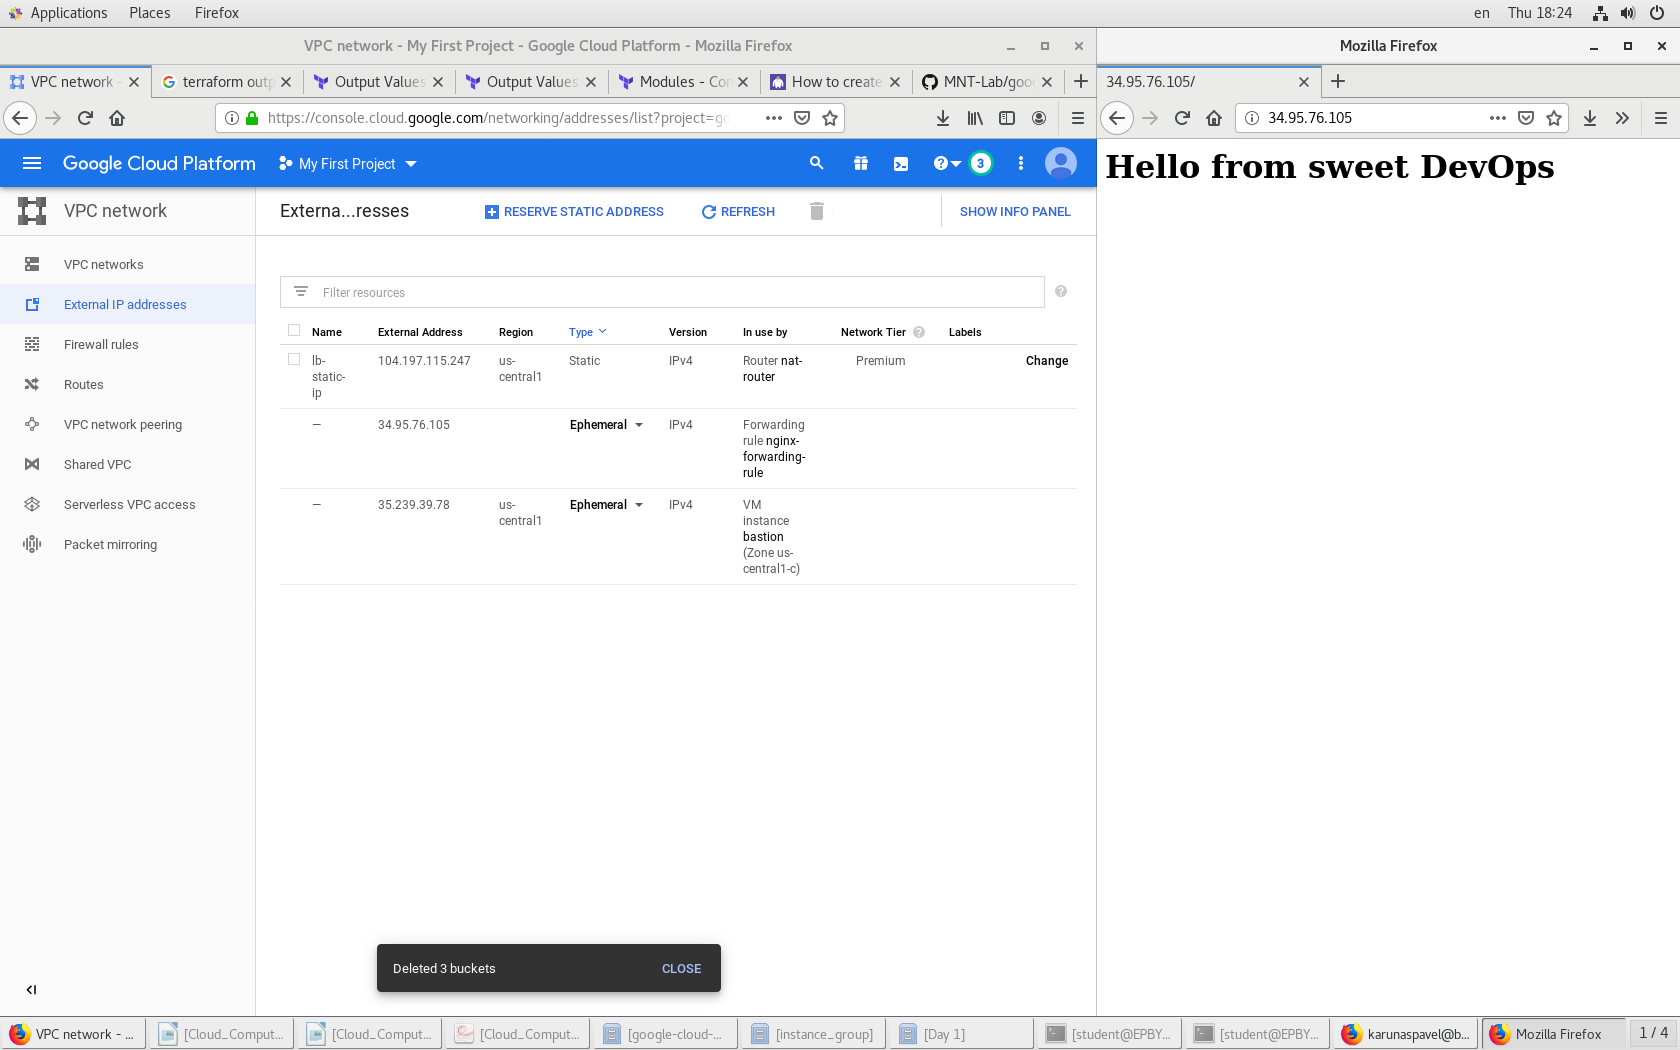 Applications Places Firefox en Thu 18:24
VPC network - My First Project - Google Cloud Platform - Mozilla Firefox
Mozilla Firefox
VPC network - terraform outp Output Values Output Values Modules - Con How to create MNT-Lab/goo
34.95.76.105/
https://console.cloud.google.com/networking/addresses/list?project=go
34.95.76.105
Google Cloud Platform My First Project 3
Hello from sweet DevOps
VPC network
Externa...resses RESERVE STATIC ADDRESS REFRESH SHOW INFO PANEL
VPC networks
External IP addresses
Firewall rules
Routes
VPC network peering
Shared VPC
Serverless VPC access
Packet mirroring
Filter resources
Name External Address Region Type Version In use by Network Tier Labels
lb- 104.197.115.247 us- Static IPv4 Router nat- Premium Change
static- central1 router
ip
— 34.95.76.105 Ephemeral IPv4 Forwarding
rule nginx-
forwarding-
rule
— 35.239.39.78 us- Ephemeral IPv4 VM
central1 instance
bastion
(Zone us-
central1-c)
Deleted 3 buckets CLOSE
VPC network - ... [Cloud_Comput... [Cloud_Comput... [Cloud_Comput... [google-cloud-... [instance_group] [Day 1] [student@EPBY... [student@EPBY... karunaspavel@b... Mozilla Firefox 1 / 4